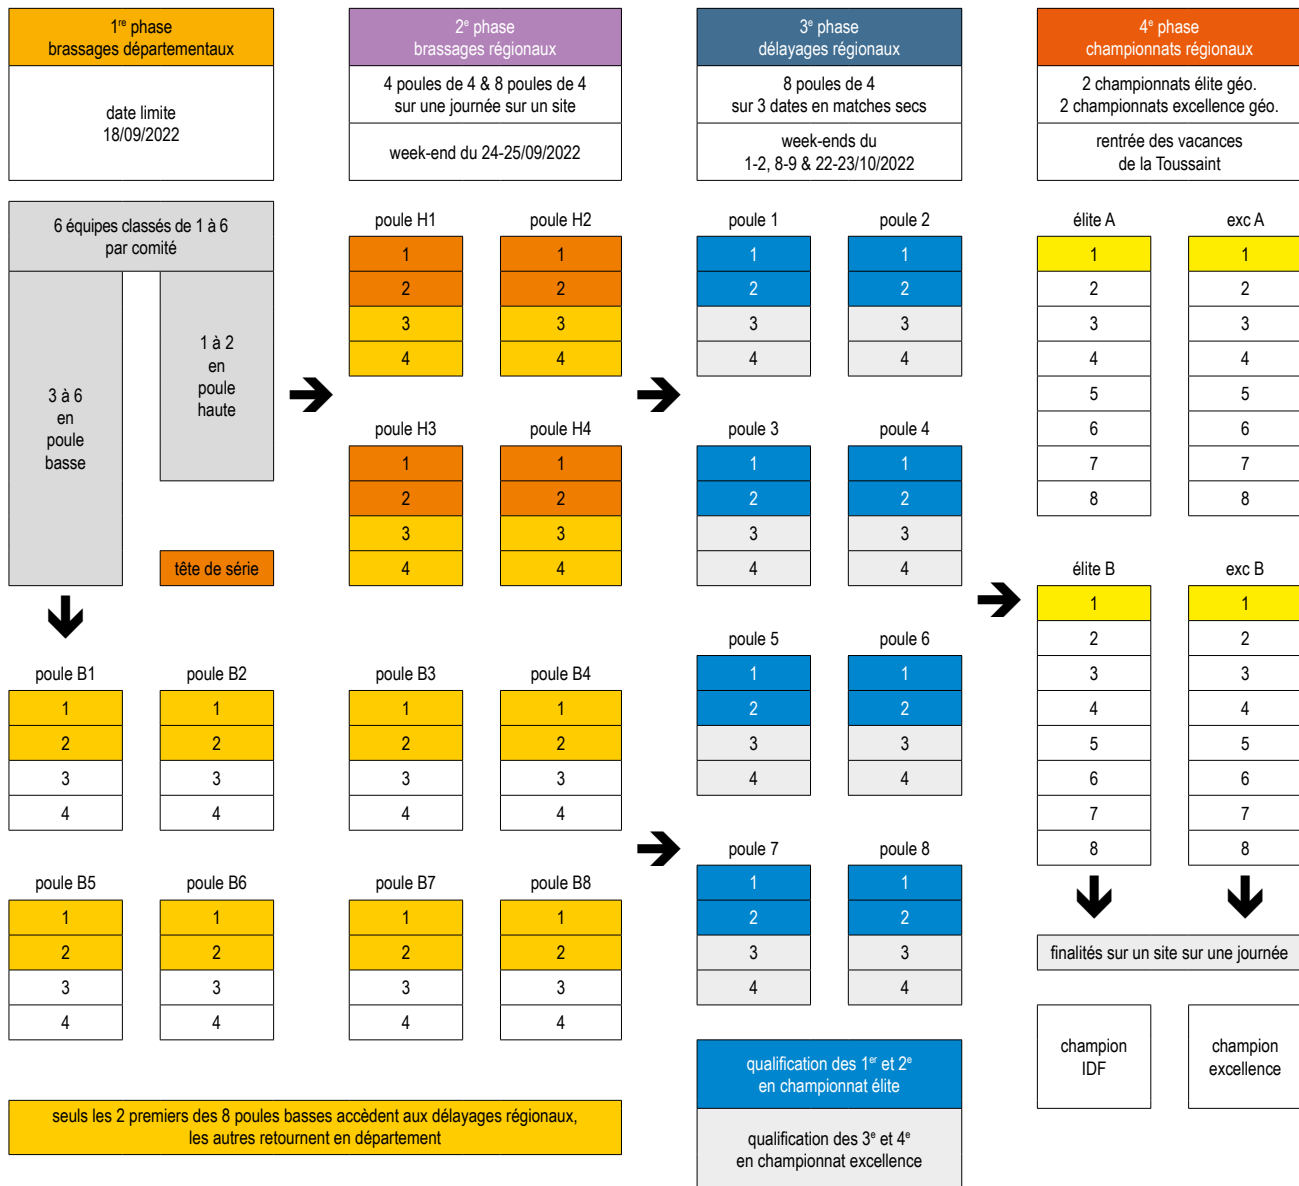 1re phase
brassages départementaux
date limite
18/09/2022
2e phase
brassages régionaux
4 poules de 4 & 8 poules de 4
sur une journée sur un site
week-end du 24-25/09/2022
3e phase
délayages régionaux
8 poules de 4
sur 3 dates en matches secs
week-ends du
1-2, 8-9 & 22-23/10/2022
4e phase
championnats régionaux
2 championnats élite géo.
2 championnats excellence géo.
rentrée des vacances
de la Toussaint
6 équipes classés de 1 à 6
par comité
3 à 6
en
poule
basse
1 à 2
en
poule
haute
tête de série
poule H1
1
2
3
4
poule H2
1
2
3
4
poule H3
1
2
3
4
poule H4
1
2
3
4
poule B1
1
2
3
4
poule B2
1
2
3
4
poule B3
1
2
3
4
poule B4
1
2
3
4
poule B5
1
2
3
4
poule B6
1
2
3
4
poule B7
1
2
3
4
poule B8
1
2
3
4
seuls les 2 premiers des 8 poules basses accèdent aux délayages régionaux,
les autres retournent en département
poule 1
1
2
3
4
poule 2
1
2
3
4
poule 3
1
2
3
4
poule 4
1
2
3
4
poule 5
1
2
3
4
poule 6
1
2
3
4
poule 7
1
2
3
4
poule 8
1
2
3
4
qualification des 1er et 2e
en championnat élite
qualification des 3e et 4e
en championnat excellence
élite A
1
2
3
4
5
6
7
8
exc A
1
2
3
4
5
6
7
8
élite B
1
2
3
4
5
6
7
8
exc B
1
2
3
4
5
6
7
8
finalités sur un site sur une journée
champion
IDF
champion
excellence